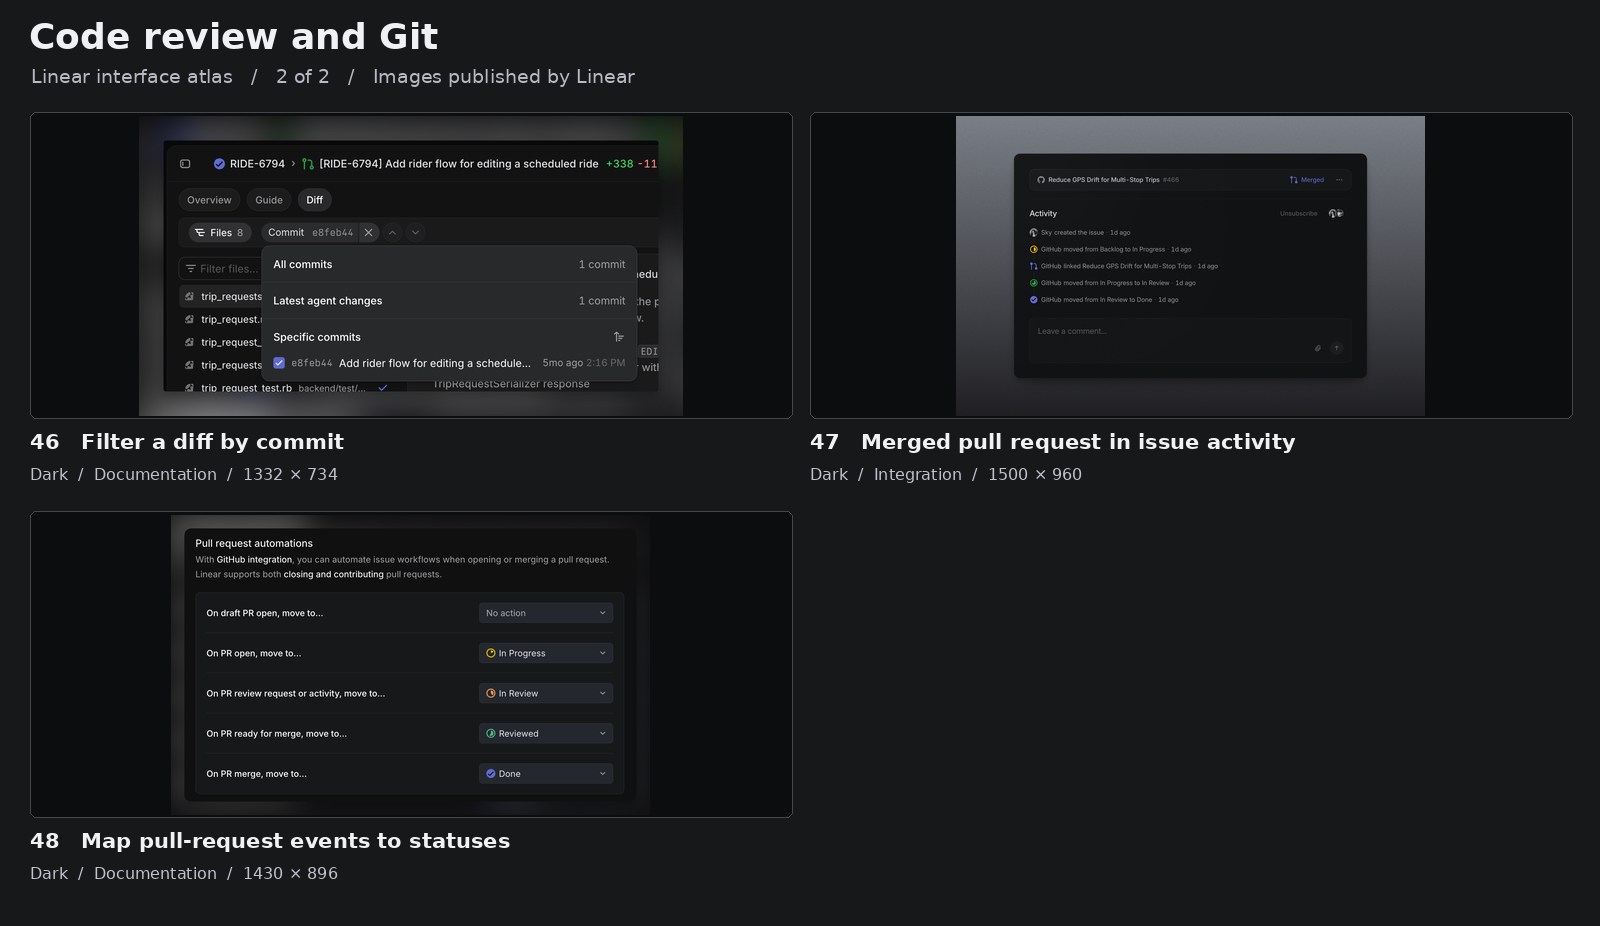 Code review and Git
Linear interface atlas / 2 of 2 / Images published by Linear
RIDE-6794 › [RIDE-6794] Add rider flow for editing a scheduled ride +338 -11
Overview Guide Diff
Files 8 Commit e8feb44
Filter files...
All commits 1 commit
Latest agent changes 1 commit
Specific commits
e8feb44 Add rider flow for editing a schedule... 5mo ago 2:16 PM
trip_requests
trip_request.
trip_request_
trip_requests
trip_request_test.rb backend/test/...
edu
the p
w.
EDI
r with
TripRequestSerializer response
46 Filter a diff by commit
Dark / Documentation / 1332 × 734
Reduce GPS Drift for Multi-Stop Trips #466 Merged ...
Activity Unsubscribe
Sky created the issue · 1d ago
GitHub moved from Backlog to In Progress · 1d ago
GitHub linked Reduce GPS Drift for Multi-Stop Trips · 1d ago
GitHub moved from In Progress to In Review · 1d ago
GitHub moved from In Review to Done · 1d ago
Leave a comment...
47 Merged pull request in issue activity
Dark / Integration / 1500 × 960
Pull request automations
With GitHub integration, you can automate issue workflows when opening or merging a pull request.
Linear supports both closing and contributing pull requests.
On draft PR open, move to... No action
On PR open, move to... In Progress
On PR review request or activity, move to... In Review
On PR ready for merge, move to... Reviewed
On PR merge, move to... Done
48 Map pull-request events to statuses
Dark / Documentation / 1430 × 896